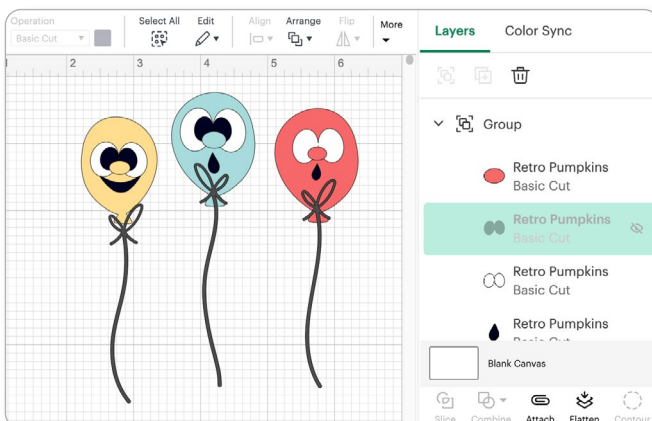 Operation
Select All
Edit
Align
Arrange
Flip
More
Basic Cut
2
3
4
5
6
Layers
Color Sync
Group
Retro Pumpkins
Basic Cut
Retro Pumpkins
Basic Cut
Retro Pumpkins
Basic Cut
Retro Pumpkins
Basic Cut
Blank Canvas
Slice
Combine
Attach
Flatten
Contour